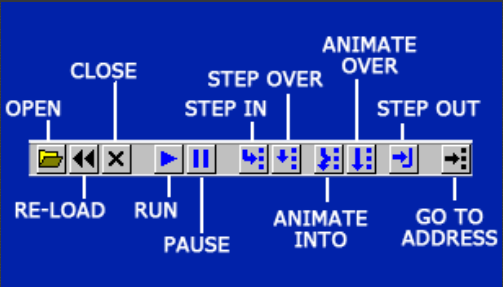 ANIMATE
OVER
CLOSE
STEP OVER
OPEN
STEP IN
STEP OUT
RE-LOAD
RUN
PAUSE
ANIMATE
INTO
GO TO
ADDRESS